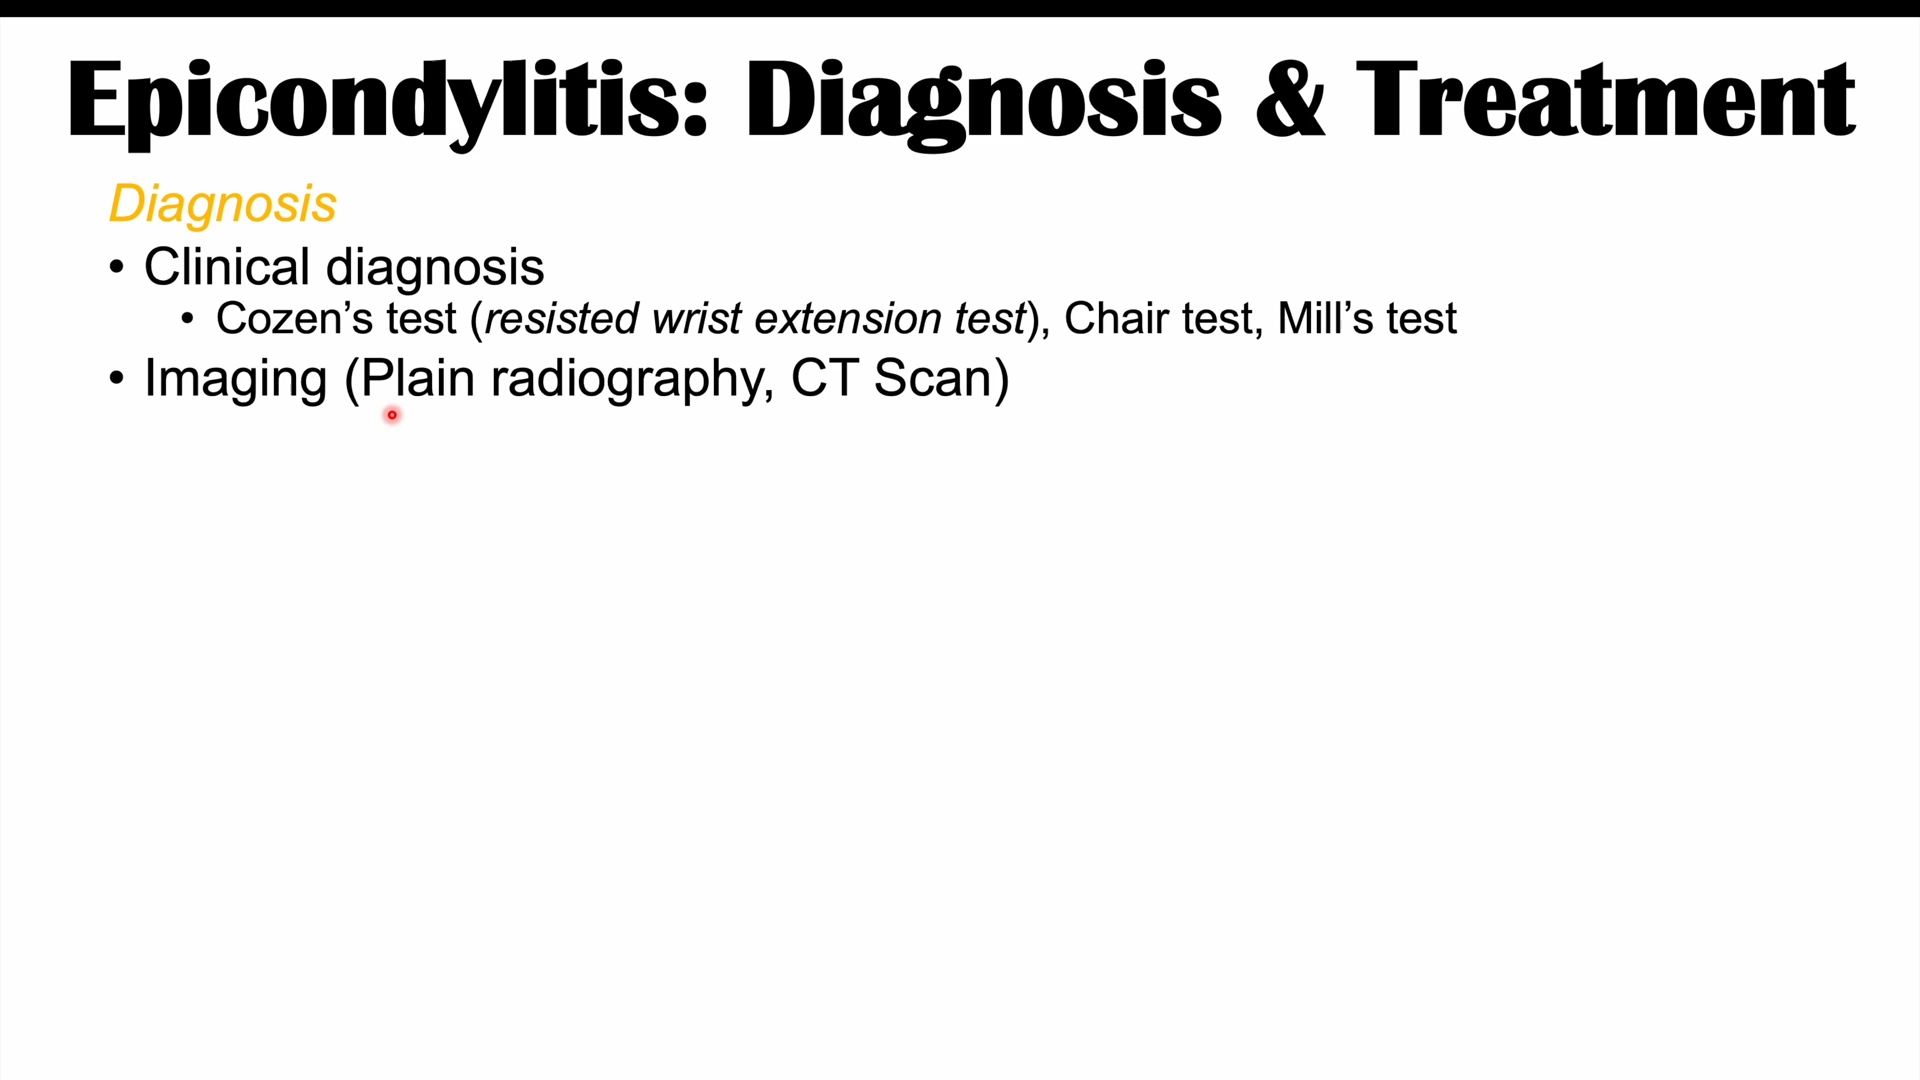 Epicondylitis: Diagnosis & Treatment
Diagnosis
• Clinical diagnosis
• Cozen’s test (resisted wrist extension test), Chair test, Mill’s test
• Imaging (Plain radiography, CT Scan)